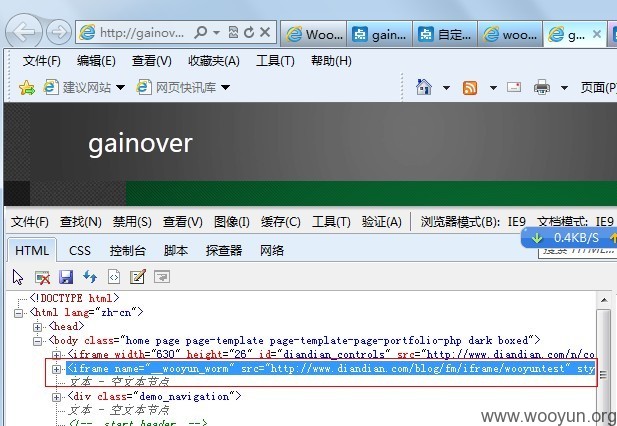 http://gainove...
Woo...
gain...
自定...
woo...
g...
文件(F) 编辑(E) 查看(V) 收藏夹(A) 工具(T) 帮助(H)
建议网站 网页快讯库
页面(P)
gainover
文件(F) 查找(N) 禁用(S) 查看(V) 图像(I) 缓存(C) 工具(T) 验证(A) 浏览器模式(B): IE9 文档模式: IE9
0.4KB/S
搜索 HTML...
HTML CSS 控制台 脚本 探查器 网络
<!DOCTYPE html>
<html lang="zh-cn">
<head>
<body class="home page page-template page-template-page-portfolio-php dark boxed">
<iframe width="630" height="26" id="diandian_controls" src="http://www.diandian.com/n/co
<iframe name="__wooyun_worm" src="http://www.diandian.com/blog/fm/iframe/wooyuntest" sty
文本 - 空文本节点
<div class="demo_navigation">
文本 - 空文本节点
<!-- start header -->
www.wooyun.org